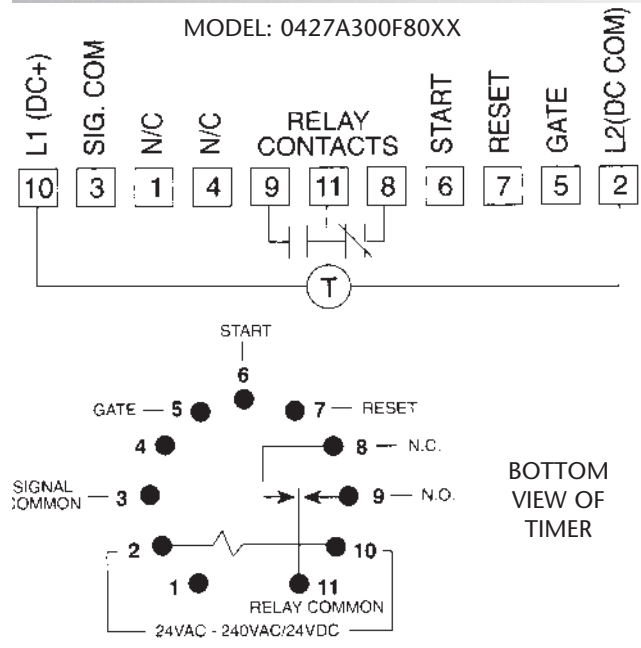 MODEL: 0427A300F80XX
L1 (DC+)
SIG. COM
N/C
N/C
RELAY
CONTACTS
START
RESET
GATE
L2(DC COM)
10 3 1 4 9 11 8 6 7 5 2
T
START
6
GATE 5
7 RESET
4
8 N.C.
SIGNAL
COMMON 3
9 N.O.
2
10
1
11
RELAY COMMON
24VAC - 240VAC/24VDC
BOTTOM
VIEW OF
TIMER